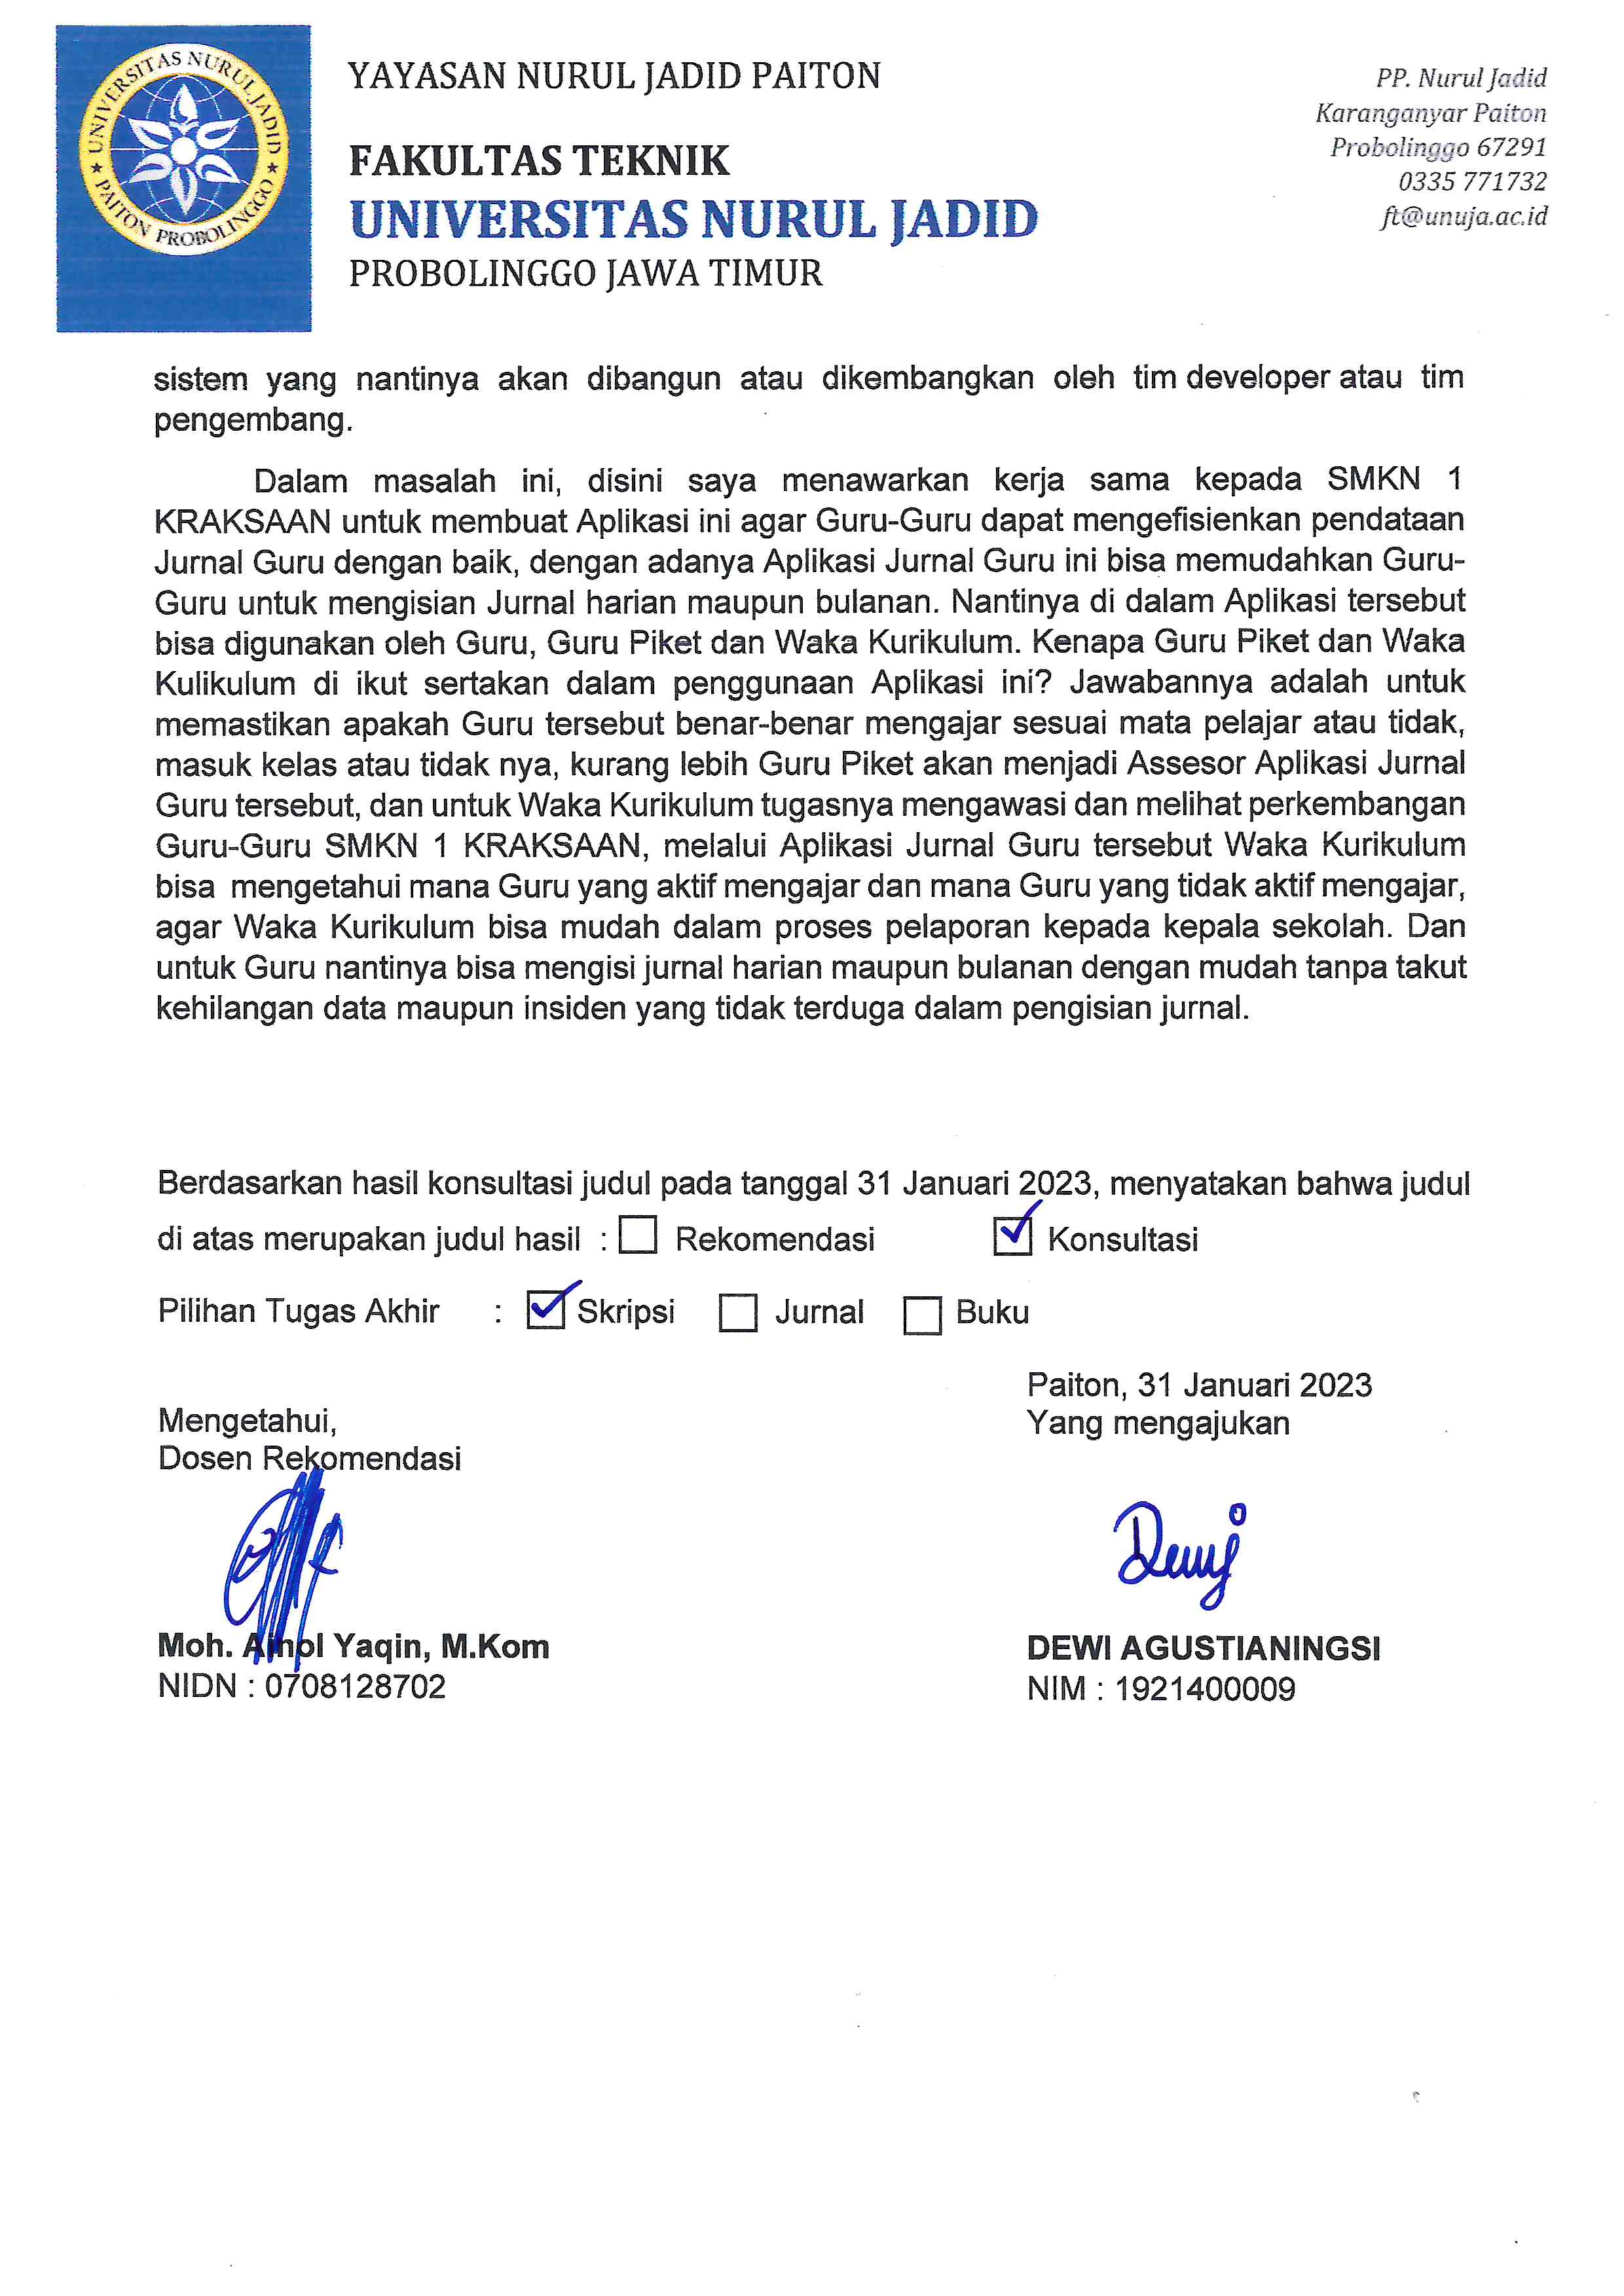 UNIVERSITAS NURUL JADID
PAITON PROBOLINGGO
YAYASAN NURUL JADID PAITON
FAKULTAS TEKNIK
UNIVERSITAS NURUL JADID
PROBOLINGGO JAWA TIMUR
PP. Nurul Jadid
Karanganyar Paiton
Probolinggo 67291
0335 771732
ft@unuja.ac.id
sistem yang nantinya akan dibangun atau dikembangkan oleh tim developer atau tim
pengembang.
Dalam masalah ini, disini saya menawarkan kerja sama kepada SMKN 1
KRAKSAAN untuk membuat Aplikasi ini agar Guru-Guru dapat mengefisienkan pendataan
Jurnal Guru dengan baik, dengan adanya Aplikasi Jurnal Guru ini bisa memudahkan Guru-
Guru untuk mengisian Jurnal harian maupun bulanan. Nantinya di dalam Aplikasi tersebut
bisa digunakan oleh Guru, Guru Piket dan Waka Kurikulum. Kenapa Guru Piket dan Waka
Kulikulum di ikut sertakan dalam penggunaan Aplikasi ini? Jawabannya adalah untuk
memastikan apakah Guru tersebut benar-benar mengajar sesuai mata pelajar atau tidak,
masuk kelas atau tidak nya, kurang lebih Guru Piket akan menjadi Assesor Aplikasi Jurnal
Guru tersebut, dan untuk Waka Kurikulum tugasnya mengawasi dan melihat perkembangan
Guru-Guru SMKN 1 KRAKSAAN, melalui Aplikasi Jurnal Guru tersebut Waka Kurikulum
bisa mengetahui mana Guru yang aktif mengajar dan mana Guru yang tidak aktif mengajar,
agar Waka Kurikulum bisa mudah dalam proses pelaporan kepada kepala sekolah. Dan
untuk Guru nantinya bisa mengisi jurnal harian maupun bulanan dengan mudah tanpa takut
kehilangan data maupun insiden yang tidak terduga dalam pengisian jurnal.
Berdasarkan hasil konsultasi judul pada tanggal 31 Januari 2023, menyatakan bahwa judul
di atas merupakan judul hasil : Rekomendasi Konsultasi
Pilihan Tugas Akhir : Skripsi Jurnal Buku
Paiton, 31 Januari 2023
Mengetahui,
Yang mengajukan
Dosen Rekomendasi
Moh. Ainol Yaqin, M.Kom
DEWI AGUSTIANINGSI
NIDN : 0708128702
NIM : 1921400009